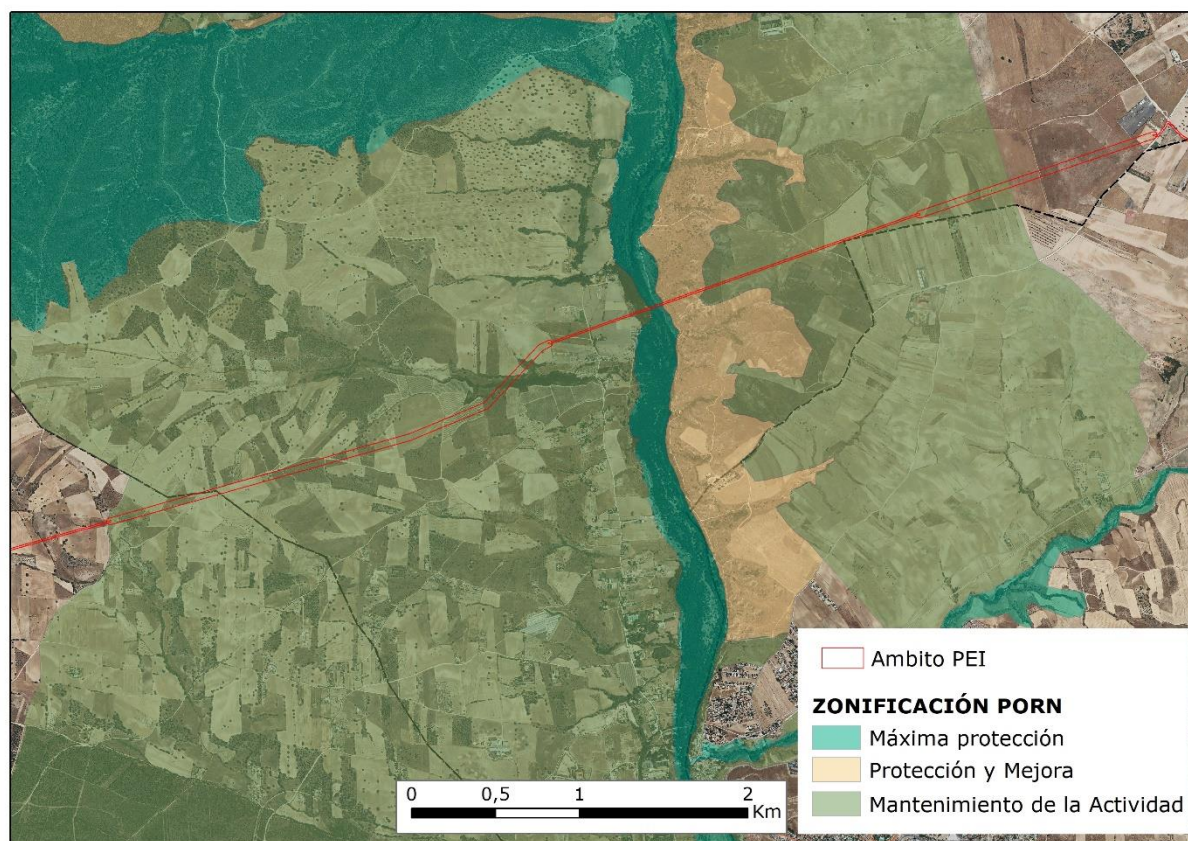 Ambito PEI
ZONIFICACIÓN PORN
Máxima protección
Protección y Mejora
Mantenimiento de la Actividad
0 0,5 1 2
Km